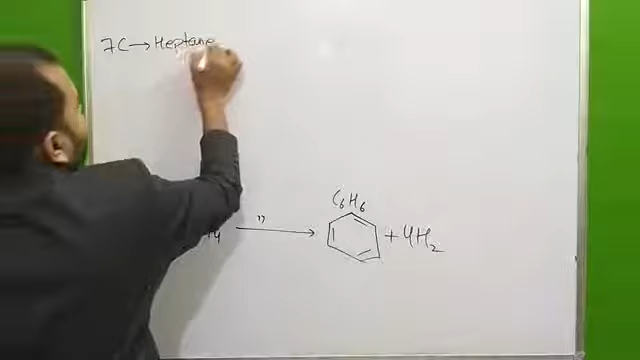 7C → Heptane
C₆H₆
" → + 4H₂